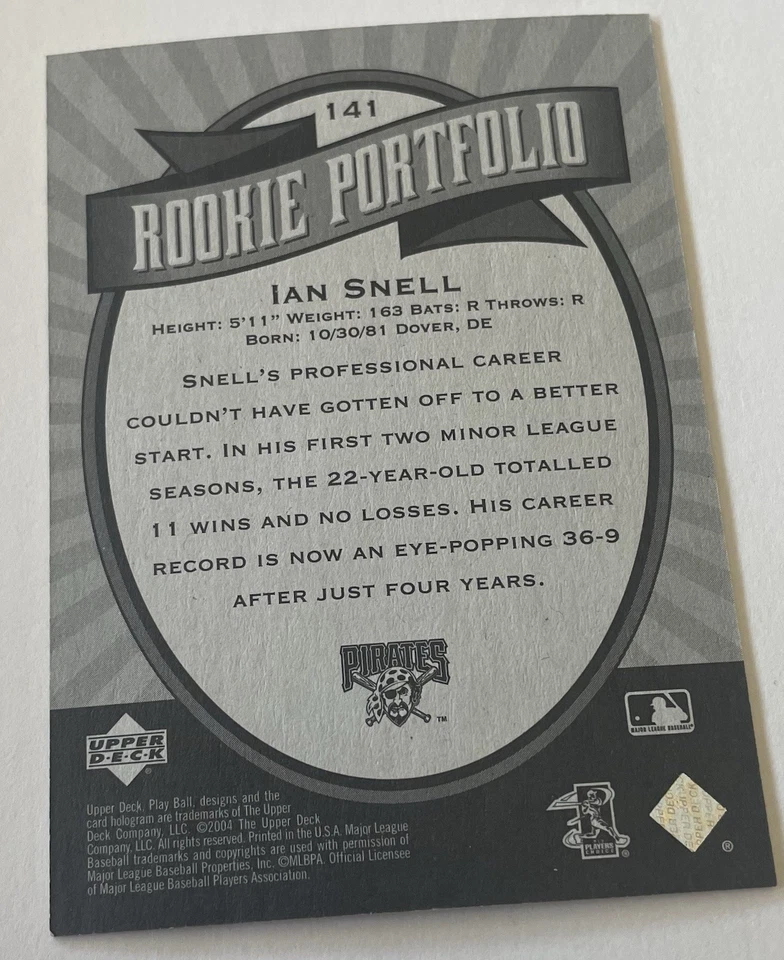 141
ROOKIE PORTFOLIO
IAN SNELL
HEIGHT: 5'11" WEIGHT: 163 BATS: R THROWS: R
BORN: 10/30/81 DOVER, DE
SNELL'S PROFESSIONAL CAREER
COULDN'T HAVE GOTTEN OFF TO A BETTER
START. IN HIS FIRST TWO MINOR LEAGUE
SEASONS, THE 22-YEAR-OLD TOTALLED
11 WINS AND NO LOSSES. HIS CAREER
RECORD IS NOW AN EYE-POPPING 36-9
AFTER JUST FOUR YEARS.
PIRATES
TM
UPPER
D·E·C·K
®
MAJOR LEAGUE BASEBALL®
Upper Deck, Play Ball, designs and the
card hologram are trademarks of The Upper
Deck Company, LLC. ©2004 The Upper Deck
Company, LLC. All rights reserved. Printed in the U.S.A. Major League
Baseball trademarks and copyrights are used with permission of
Major League Baseball Properties, Inc. ©MLBPA. Official Licensee
of Major League Baseball Players Association.
PLAYERS
CHOICE
®
®